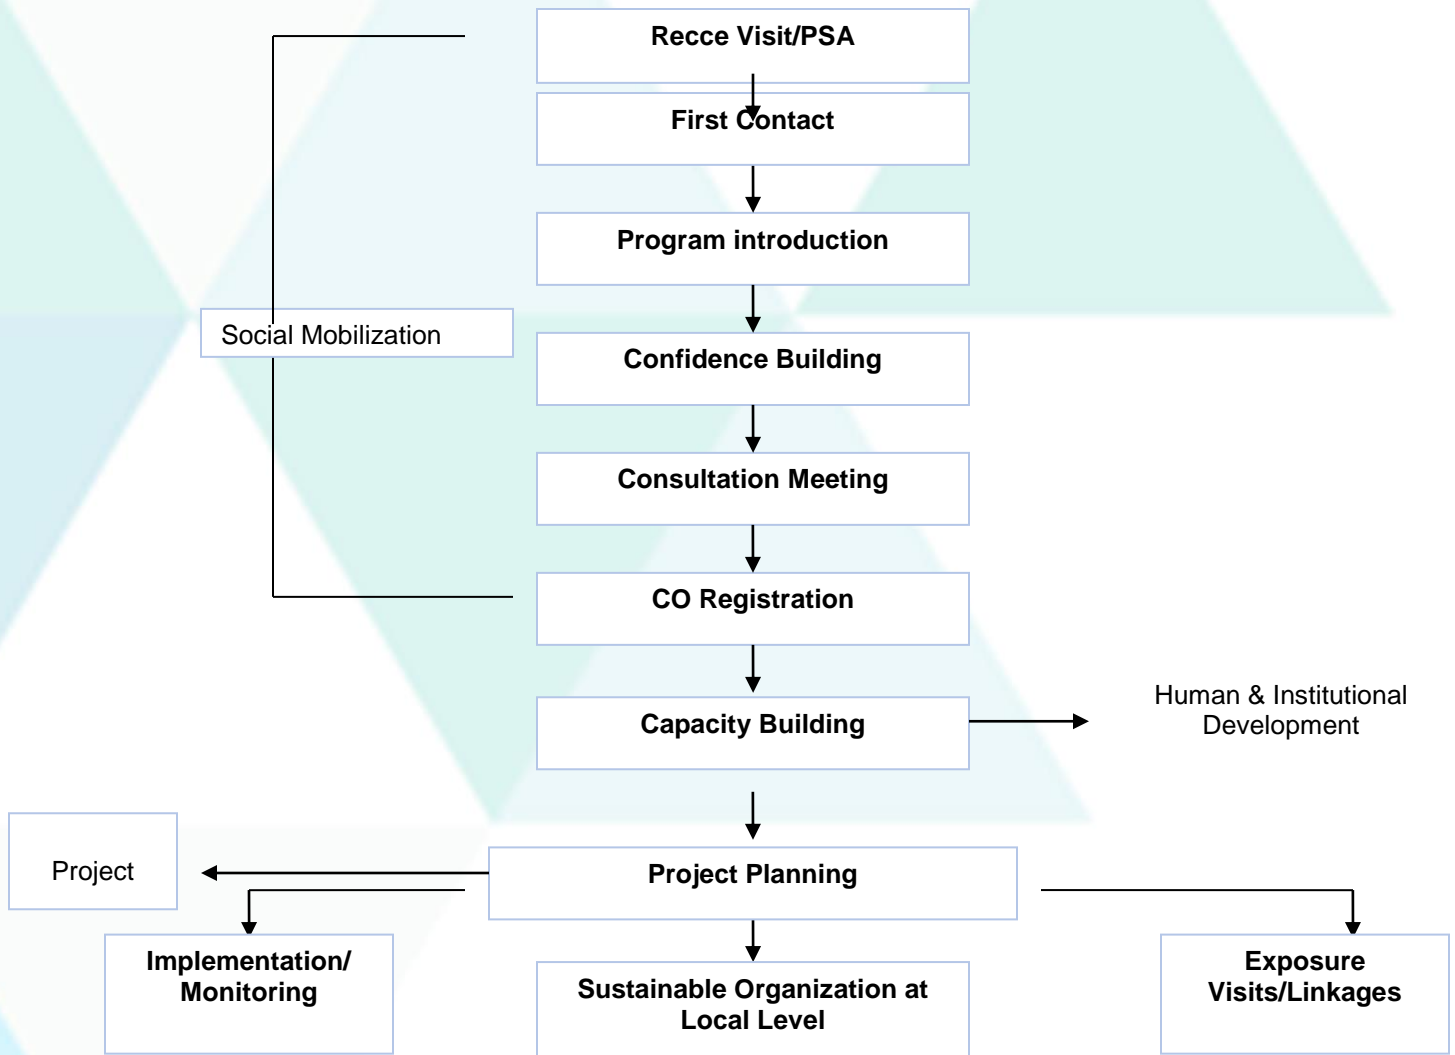 Recce Visit/PSA
First Contact
Program introduction
Social Mobilization
Confidence Building
Consultation Meeting
CO Registration
Capacity Building
Human & Institutional
Development
Project
Project Planning
Implementation/
Monitoring
Sustainable Organization at
Local Level
Exposure
Visits/Linkages